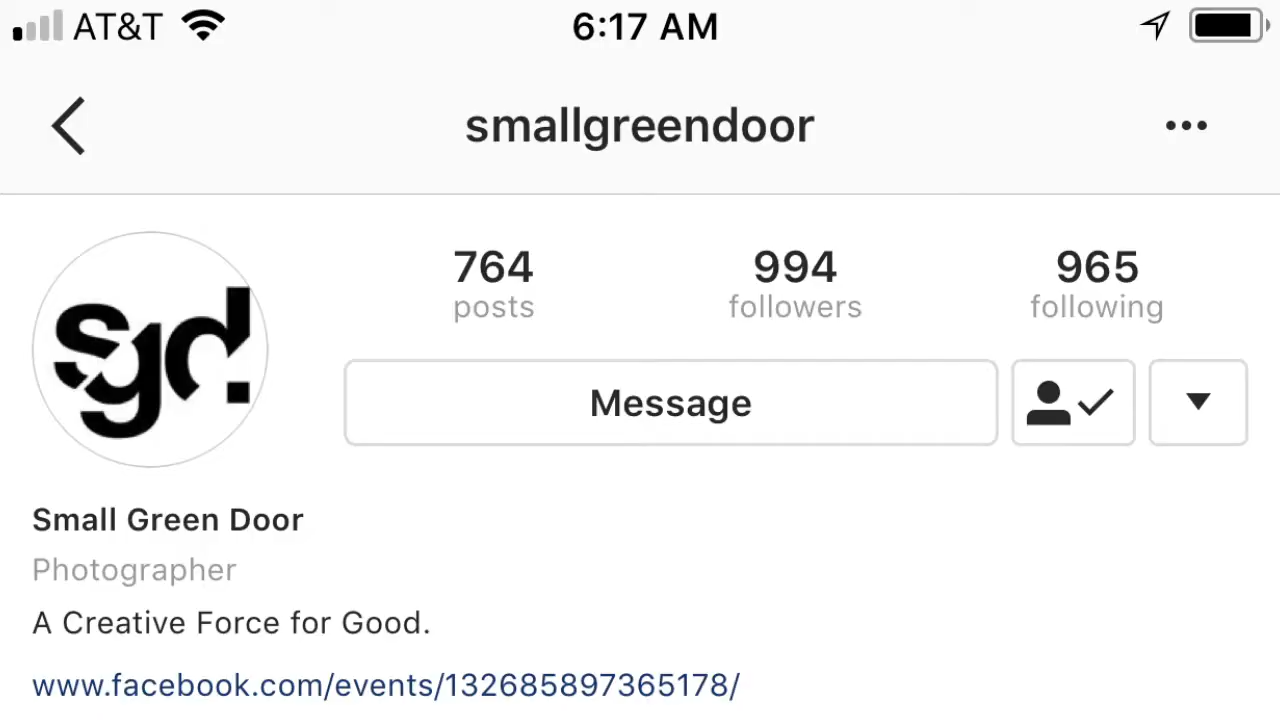 AT&T 6:17 AM
smallgreendoor
sgd
764 994 965
posts followers following
Message
Small Green Door
Photographer
A Creative Force for Good.
www.facebook.com/events/132685897365178/